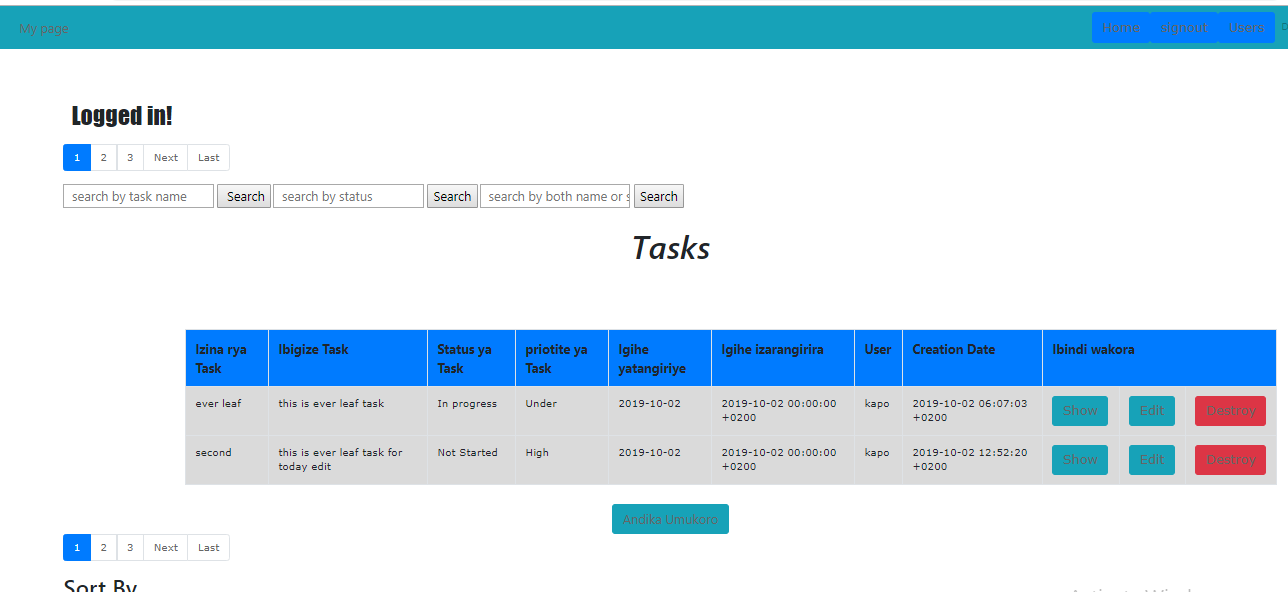 My page
Home signout Users
Logged in!
1 2 3 Next Last
search by task name Search search by status Search search by both name or s Search
Tasks
Izina rya Task Ibigize Task Status ya Task priotite ya Task Igihe yatangiriye Igihe izarangirira User Creation Date Ibindi wakora
ever leaf this is ever leaf task In progress Under 2019-10-02 2019-10-02 00:00:00 +0200 kapo 2019-10-02 06:07:03 +0200 Show Edit Destroy
second this is ever leaf task for today edit Not Started High 2019-10-02 2019-10-02 00:00:00 +0200 kapo 2019-10-02 12:52:20 +0200 Show Edit Destroy
Andika Umukoro
1 2 3 Next Last
Sort By